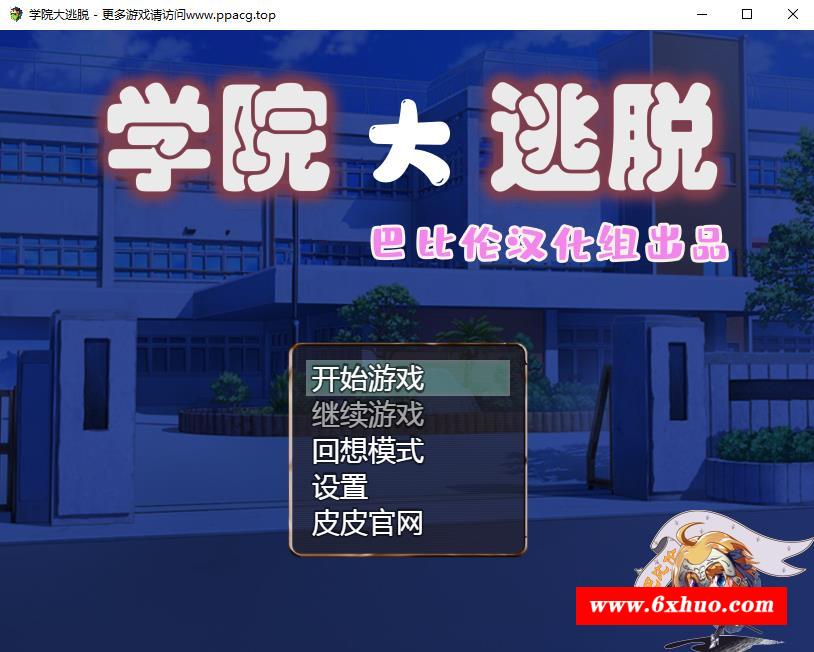 学院大逃脱 - 更多游戏请访问www.ppacg.top
学院大逃脱
巴比伦汉化组出品
开始游戏
继续游戏
回想模式
设置
皮皮官网
www.6xhuo.com